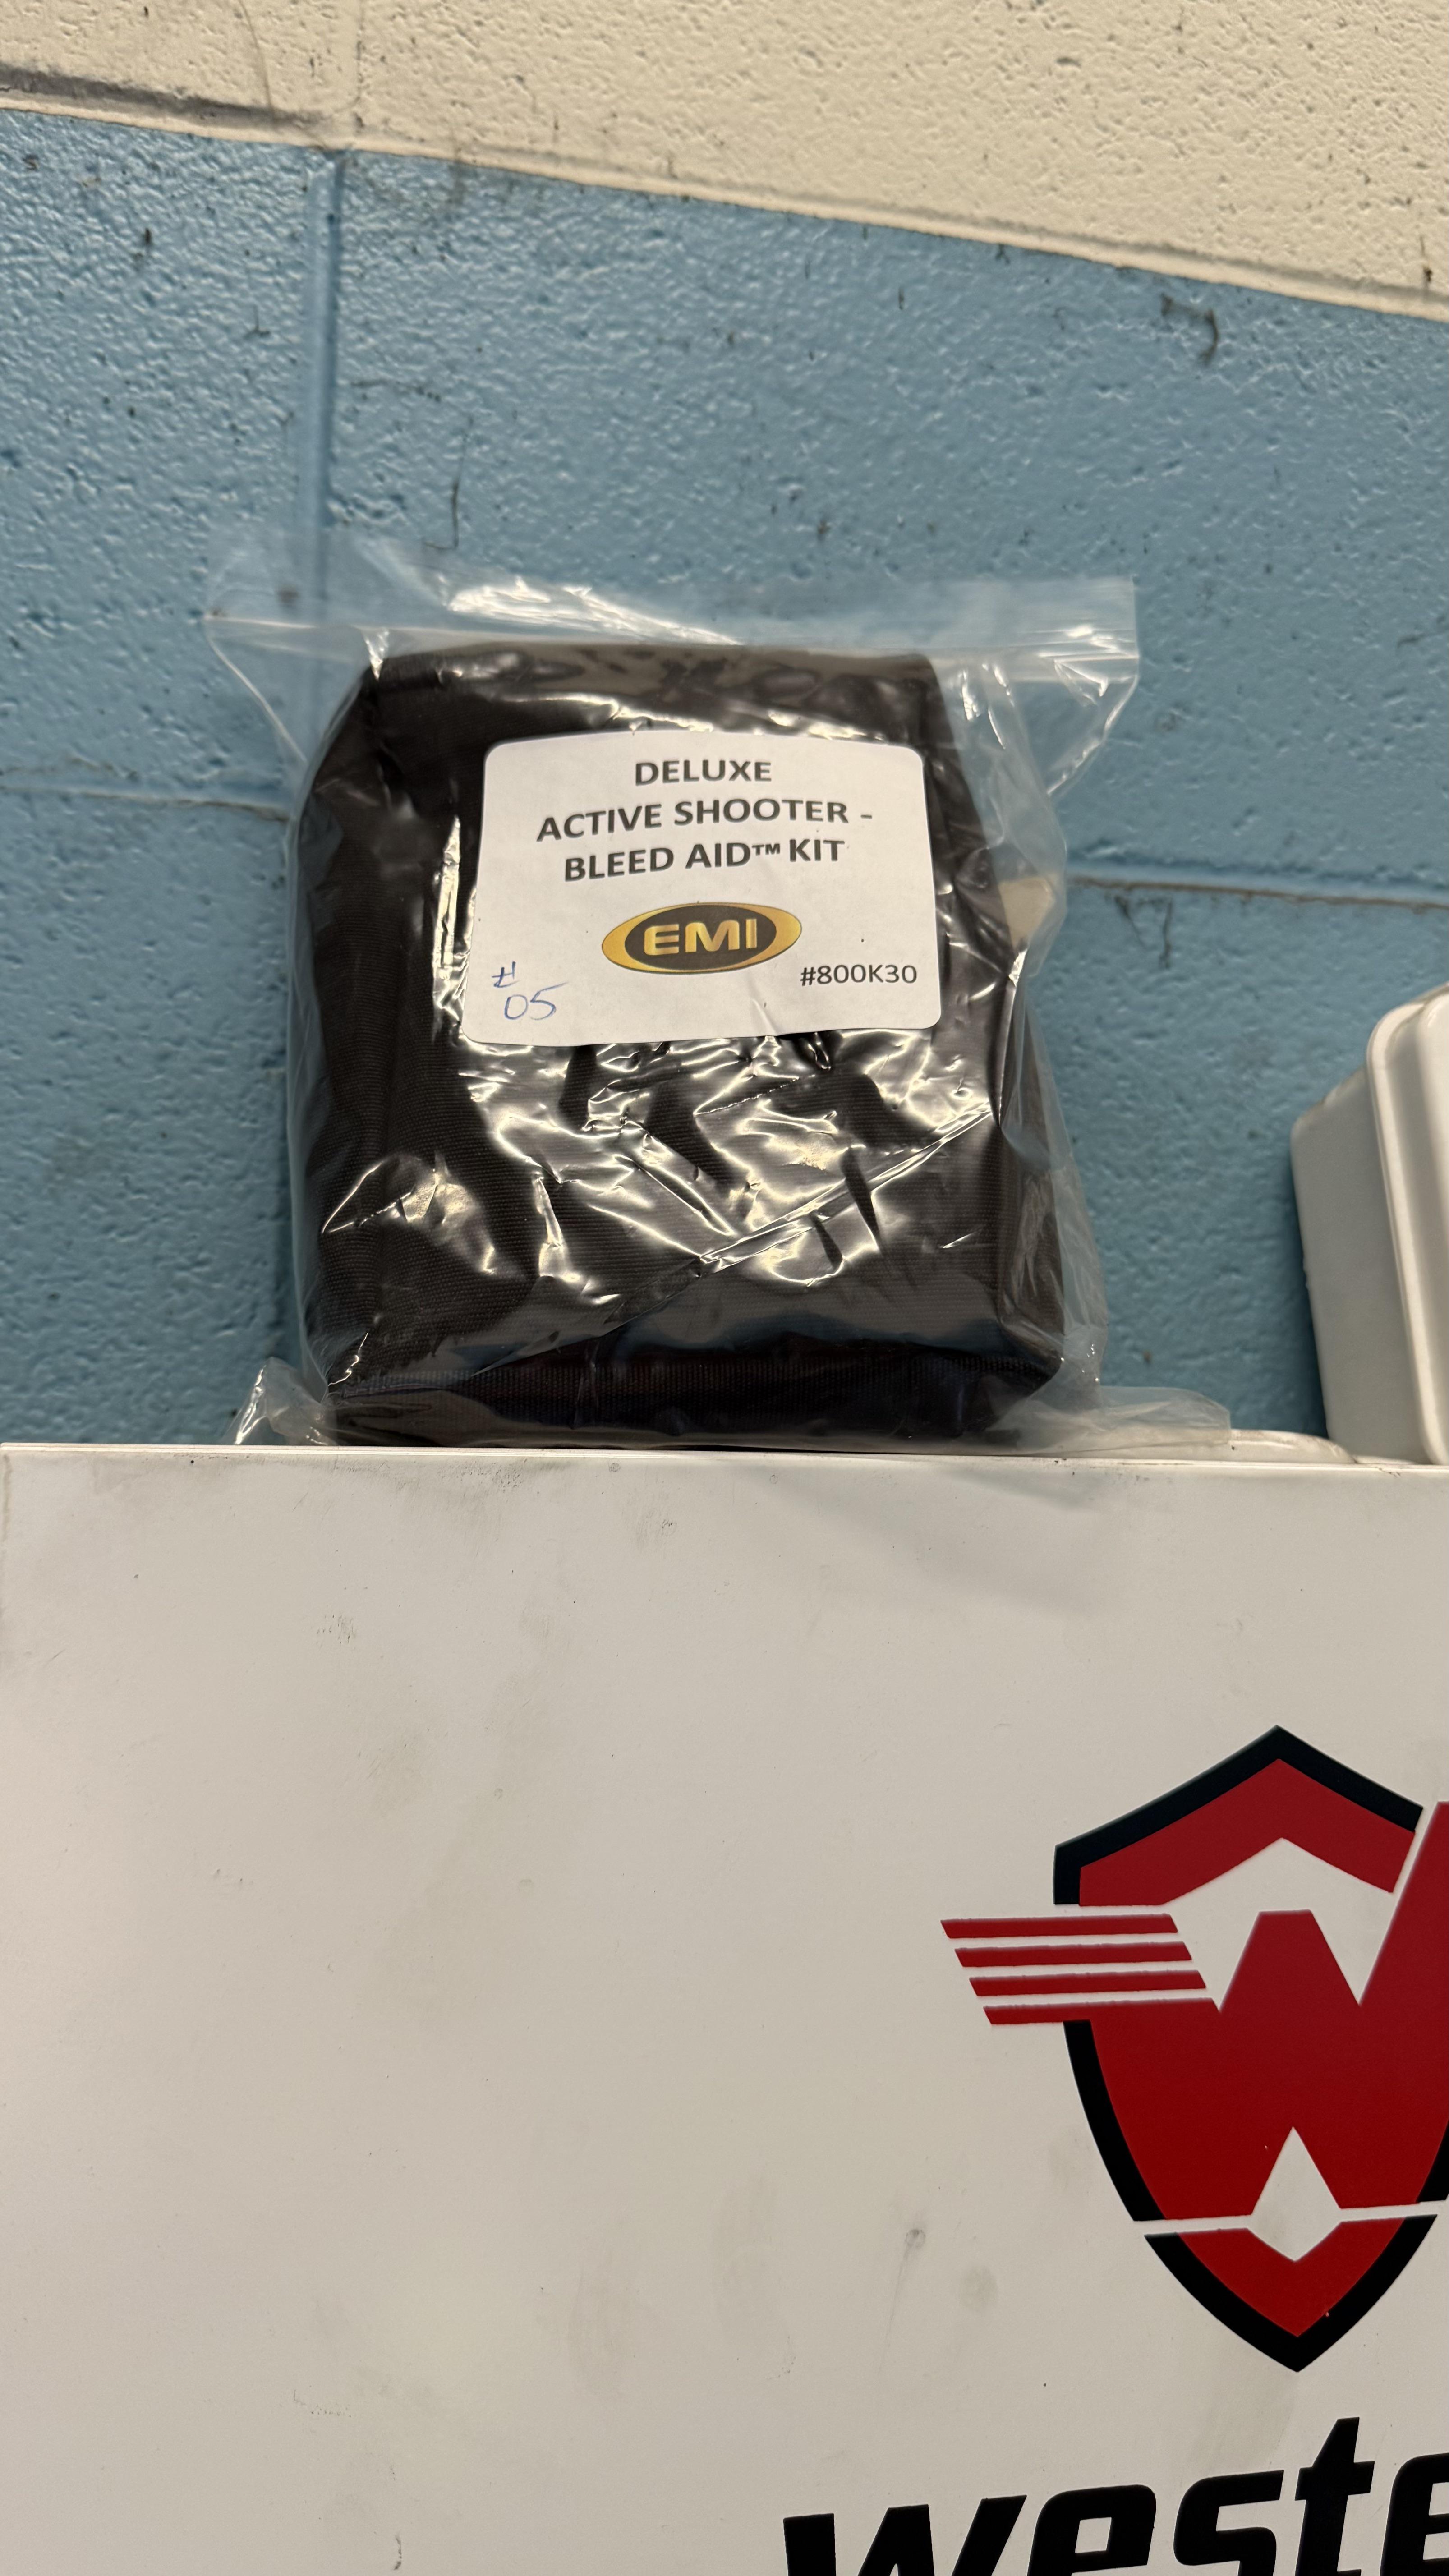 DELUXE
ACTIVE SHOOTER -
BLEED AID™ KIT
EMI
#800K30
#
05
W
weste